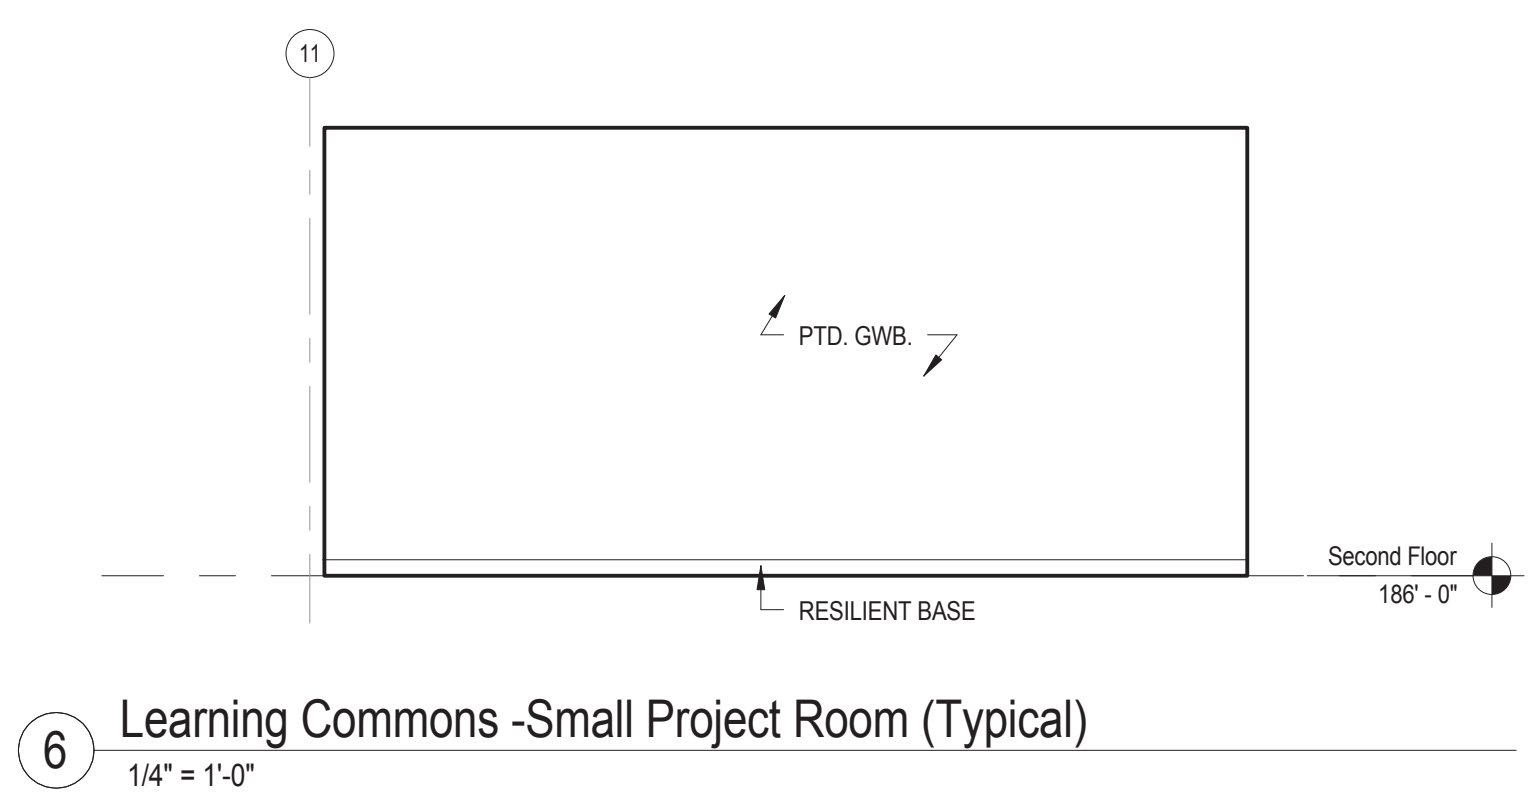 11
PTD. GWB.
Second Floor
186' - 0"
RESILIENT BASE
6
Learning Commons -Small Project Room (Typical)
1/4" = 1'-0"